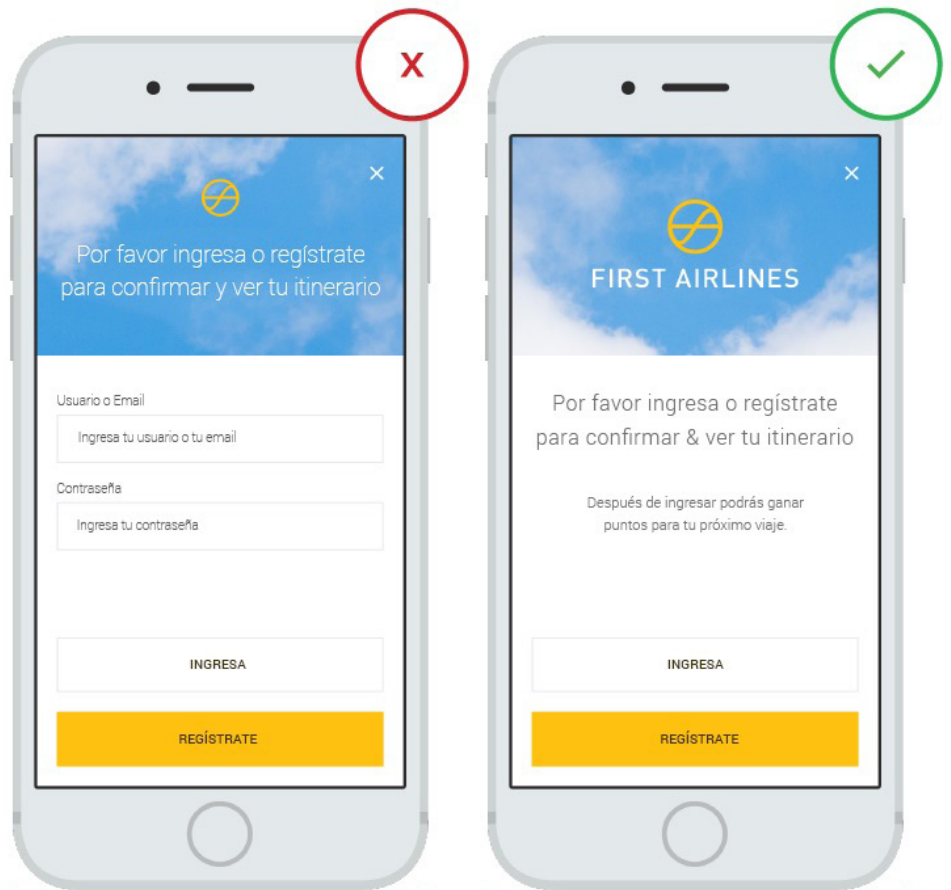 X
Por favor ingresa o regístrate
para confirmar y ver tu itinerario
Usuario o Email
Ingresa tu usuario o tu email
Contraseña
Ingresa tu contraseña
INGRESA
REGÍSTRATE
FIRST AIRLINES
Por favor ingresa o regístrate
para confirmar & ver tu itinerario
Después de ingresar podrás ganar
puntos para tu próximo viaje.
INGRESA
REGÍSTRATE